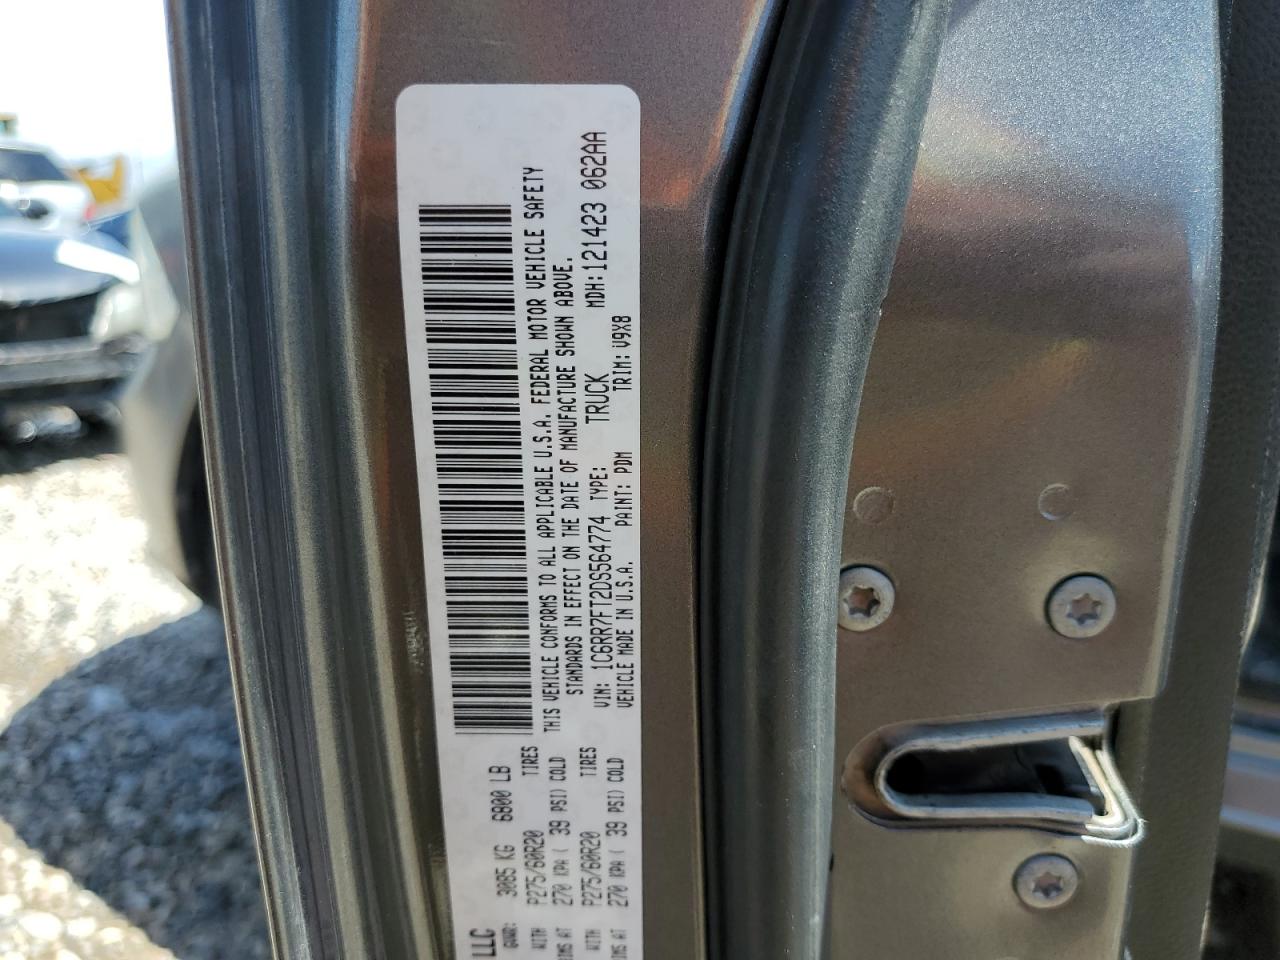 LLC
GVWR: 3085 KG 6800 LB
WITH P275/60R20 TIRES
IMS AT 270 KPA ( 39 PSI) COLD
WITH P275/60R20 TIRES
IMS AT 270 KPA ( 39 PSI) COLD
THIS VEHICLE CONFORMS TO ALL APPLICABLE U.S.A. FEDERAL MOTOR VEHICLE SAFETY
STANDARDS IN EFFECT ON THE DATE OF MANUFACTURE SHOWN ABOVE.
VIN: 1C6RR7FT2DS564774 TYPE: TRUCK MDH: 121423 062AA
VEHICLE MADE IN U.S.A. PAINT: PDM TRIM: V9X8